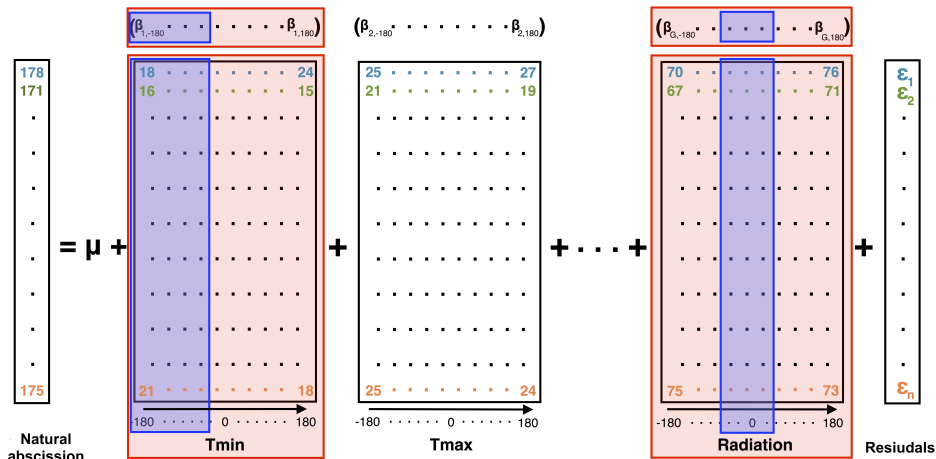 (β1,-180 · · · · · · · · β1,180) (β2,-180 · · · · · · · · β2,180) (βG,-180 · · · · · · · · βG,180)
178 18 · · · · · · · · 24 25 · · · · · · · · 27 70 · · · · · · · · 76 ε1
171 16 · · · · · · · · 15 21 · · · · · · · · 19 67 · · · · · · · · 71 ε2
= μ + + + · · · + +
175 21 · · · · · · · · 18 25 · · · · · · · · 24 75 · · · · · · · · 73 εn
-180 · · · · 0 · · · · 180 -180 · · · · 0 · · · · 180 -180 · · · · 0 · · · · 180
Natural Tmin Tmax Radiation Resiudals
abscission